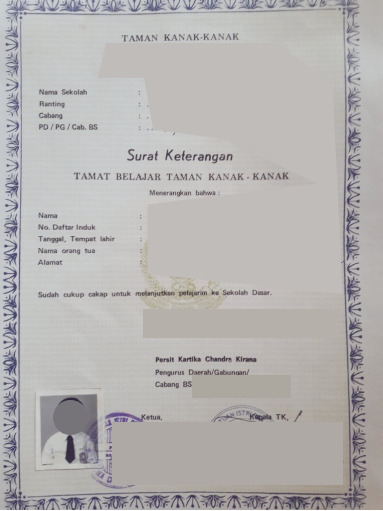 TAMAN KANAK-KANAK
Nama Sekolah :
Ranting :
Cabang :
PD / PG / Cab. BS :
Surat Keterangan
TAMAT BELAJAR TAMAN KANAK - KANAK
Menerangkan bahwa :
Nama :
No. Daftar Induk :
Tanggal, Tempat lahir :
Nama orang tua :
Alamat :
Sudah cukup cakap untuk melanjutkan pelajaran ke Sekolah Dasar.
Persit Kartika Chandra Kirana
Pengurus Daerah/Gabungan/
Cabang BS
Ketua, Kepala TK,